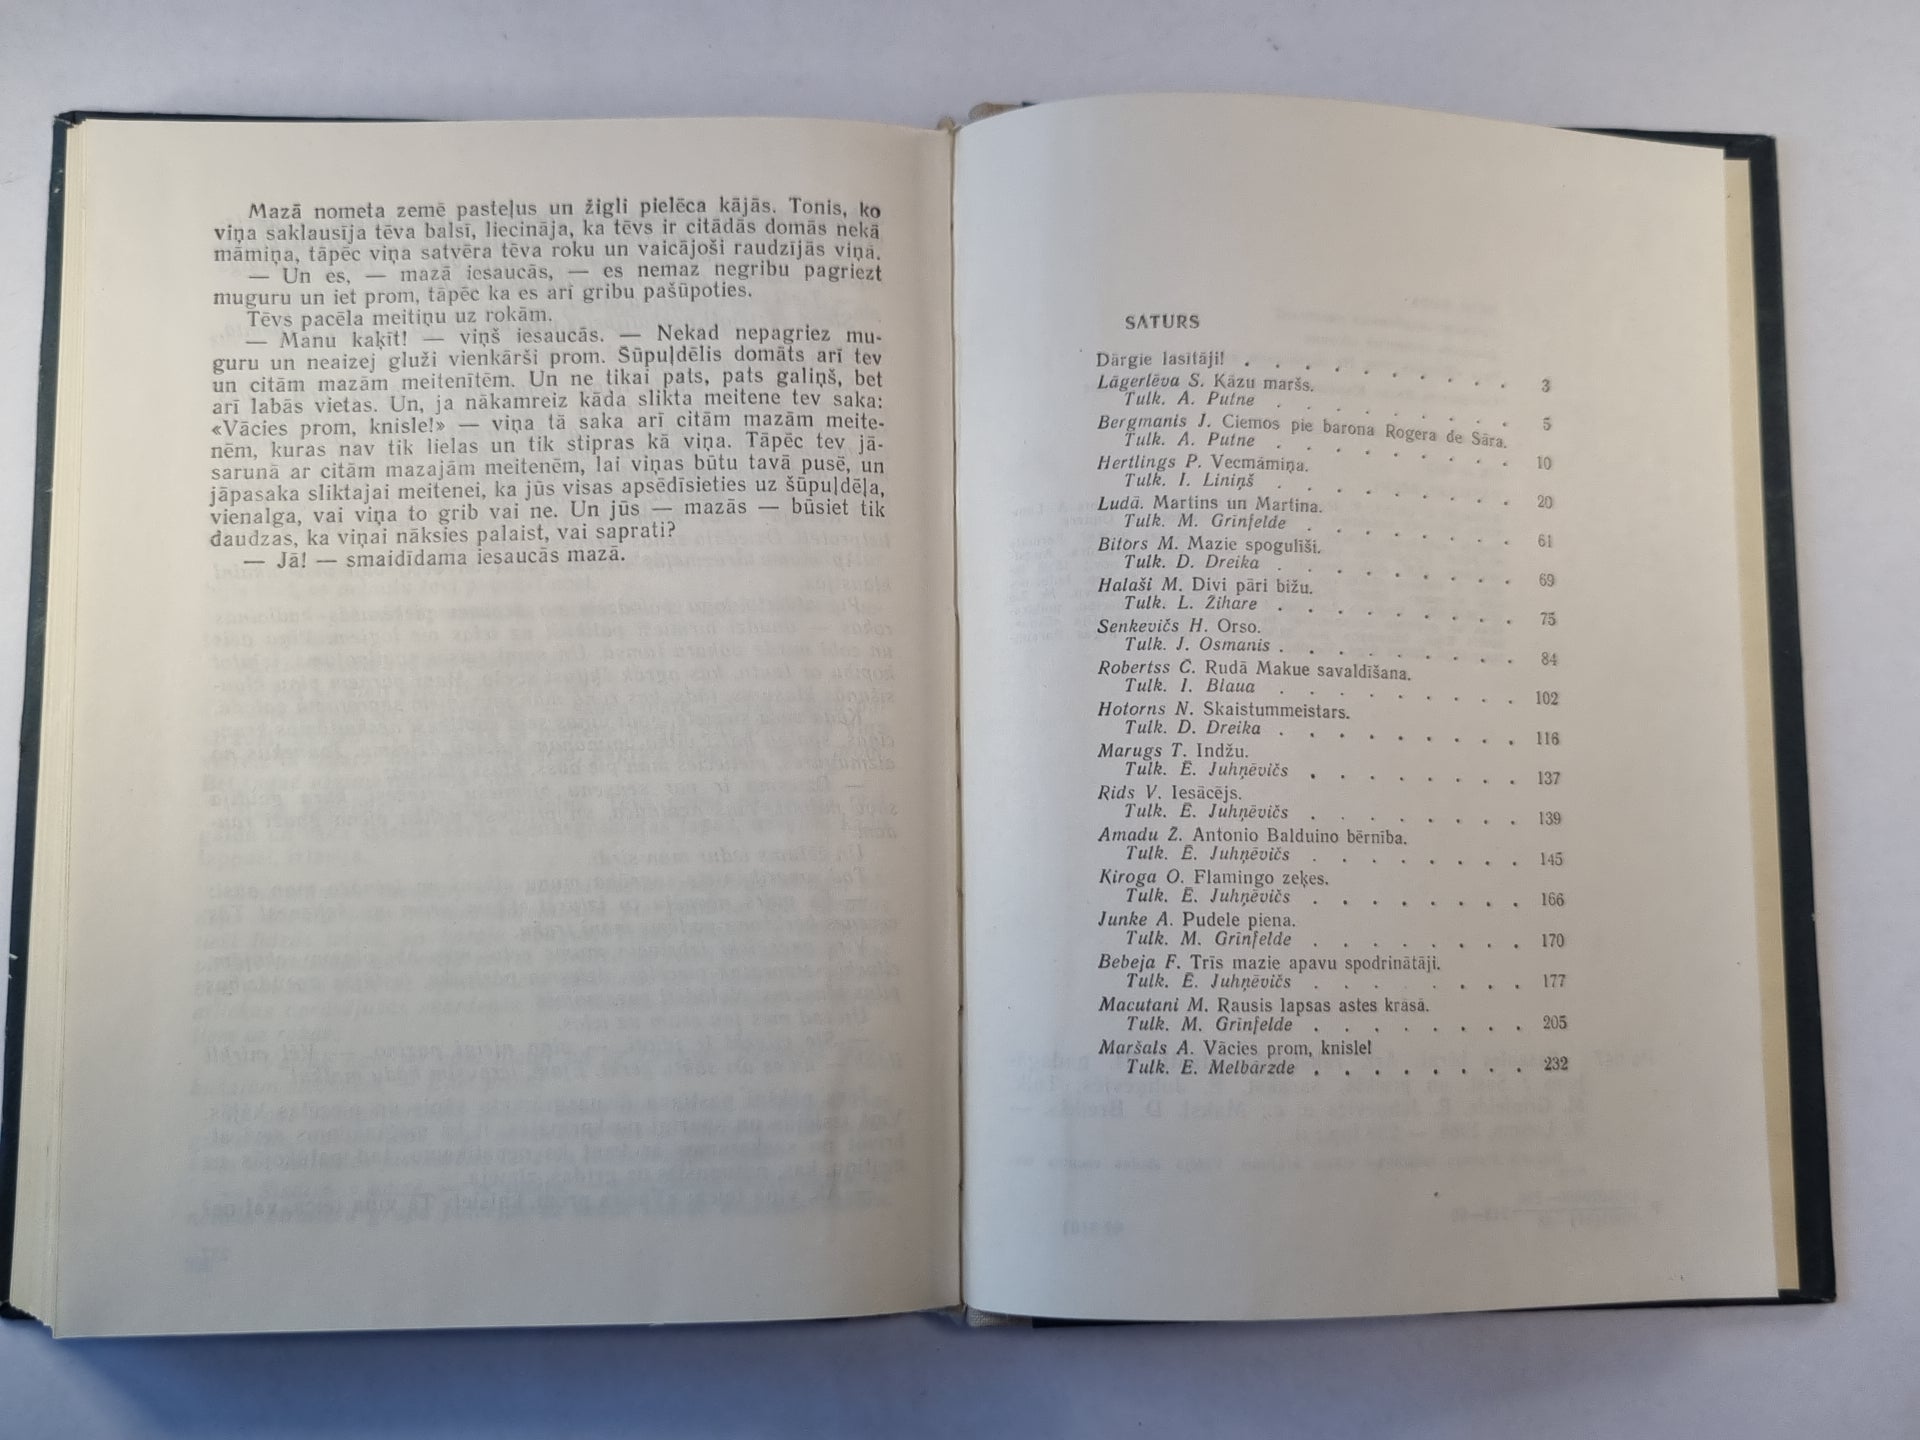 Mazā nometa zemē pasteļus un žigli pielēca kājās. Tonis, ko
viņa saklausīja tēva balsī, liecināja, ka tēvs ir citādās domās nekā
māmiņa, tāpēc viņa satvēra tēva roku un vaicājoši raudzījās viņā.
— Un es, — mazā iesaucās, — es nemaz negribu pagriezt
muguru un iet prom, tāpēc ka es arī gribu pašūpoties.
Tēvs pacēla meitiņu uz rokām.
— Manu kaķīt! — viņš iesaucās. — Nekad nepagriez mu-
guru un neaizej gluži vienkārši prom. Šūpuļdēlis domāts arī tev
un citām mazām meitenītēm. Un ne tikai pats, pats galiņš, bet
arī labās vietas. Un, ja nākamreiz kāda slikta meitene tev saka:
«Vācies prom, knisle!» — viņa tā saka arī citām mazām meite-
nēm, kuras nav tik lielas un tik stipras kā viņa. Tāpēc tev jā-
sarunā ar citām mazajām meitenēm, lai viņas būtu tavā pusē, un
jāpasaka sliktajai meitenei, ka jūs visas apsēdīsieties uz šūpuļdēļa,
vienalga, vai viņa to grib vai ne. Un jūs — mazās — būsiet tik
daudzas, ka viņai nāksies palaist, vai saprati?
— Jā! — smaidīdama iesaucās mazā.
SATURS
Dārgie lasītāji! . . . . . . . . 3
Lāgerlēva S. Kāzu maršs.
Tulk. A. Putne . . . . . . . 5
Bergmanis J. Ciemos pie barona Rogera de Sāra.
Tulk. A. Putne . . . . . . . 10
Hertlings P. Vecmāmiņa.
Tulk. I. Liniņš . . . . . . . 20
Ludā. Martins un Martina.
Tulk. M. Grīnfelde . . . . . . . 61
Bitors M. Mazie spogulīši.
Tulk. D. Dreika . . . . . . . 69
Halaši M. Divi pāri bižu.
Tulk. L. Žihare . . . . . . . 75
Senkevičs H. Orso.
Tulk. J. Osmanis . . . . . . . 84
Robertss Č. Rudā Makue savaldīšana.
Tulk. I. Blaua . . . . . . . 102
Hotorns N. Skaistummeistars.
Tulk. D. Dreika . . . . . . . 116
Marugs T. Indžu.
Tulk. Ē. Juhņēvičs . . . . . . . 137
Rids V. Iesācējs.
Tulk. Ē. Juhņēvičs . . . . . . . 139
Amadu Ž. Antonio Balduino bērnība.
Tulk. Ē. Juhņēvičs . . . . . . . 145
Kiroga O. Flamingo zeķes.
Tulk. Ē. Juhņēvičs . . . . . . . 166
Junke A. Pudele piena.
Tulk. M. Grīnfelde . . . . . . . 170
Bebeja F. Trīs mazie apavu spodrinātāji.
Tulk. Ē. Juhņēvičs . . . . . . . 177
Macutani M. Rausis lapsas astes krāsā.
Tulk. M. Grīnfelde . . . . . . . 205
Maršals A. Vācies prom, knisle!
Tulk. E. Melbārzde . . . . . . . 232